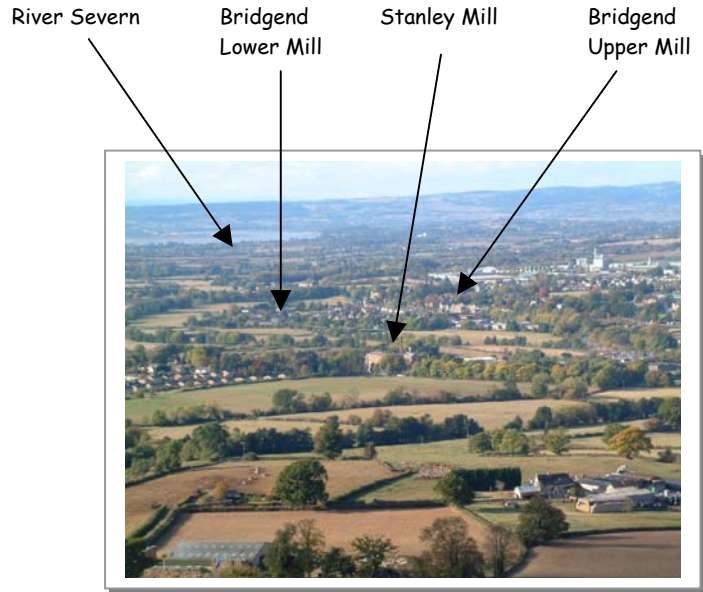 River Severn
Bridgend
Lower Mill
Stanley Mill
Bridgend
Upper Mill